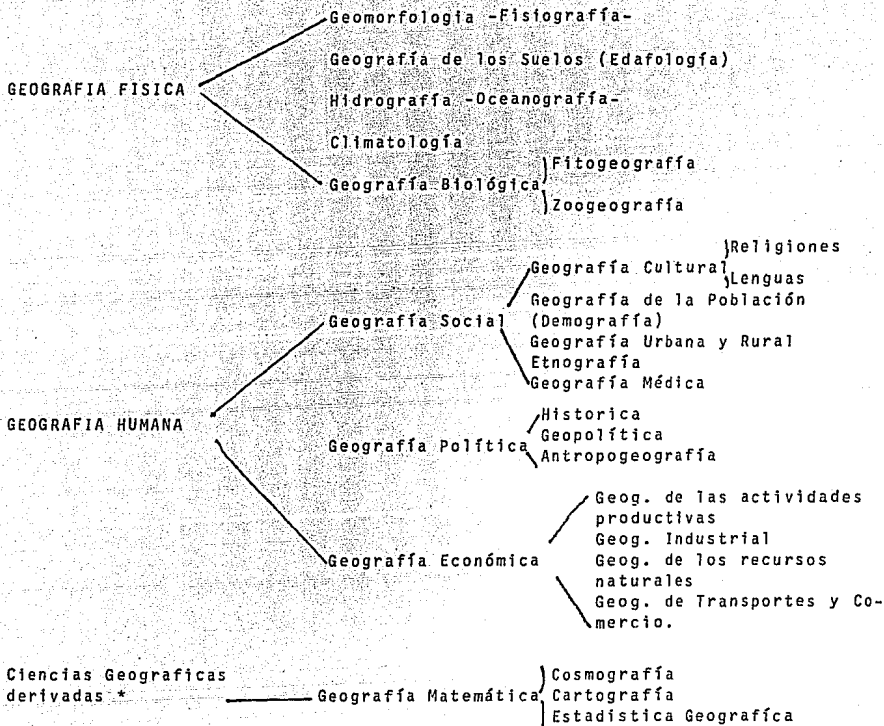 Geomorfologia -Fisiografía-
Geografía de los Suelos (Edafología)
GEOGRAFIA FISICA
Hidrografía -Oceanografía-
Climatología
Geografía Biológica
Fitogeografía
Zoogeografía
GEOGRAFIA HUMANA
Geografía Social
Geografía Cultural
Religiones
Lenguas
Geografía de la Población
(Demografía)
Geografía Urbana y Rural
Etnografía
Geografía Médica
Geografía Política
Historica
Geopolítica
Antropogeografía
Geografía Económica
Geog. de las actividades
productivas
Geog. Industrial
Geog. de los recursos
naturales
Geog. de Transportes y Co-
mercio.
Ciencias Geograficas
derivadas *
Geografía Matemática
Cosmografía
Cartografía
Estadistica Geografíca